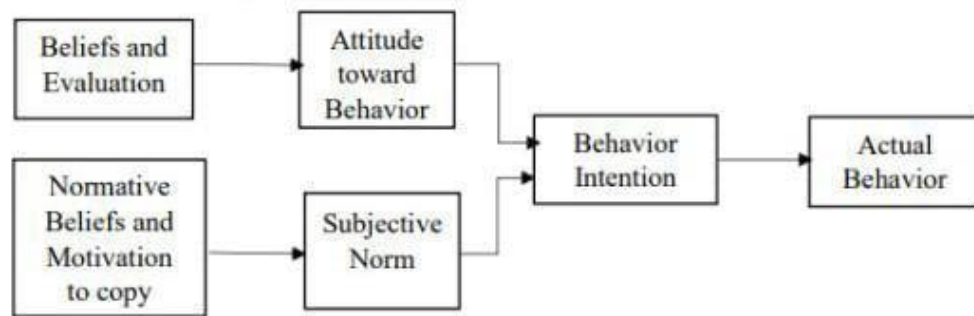 Beliefs and
Evaluation
Attitude
toward
Behavior
Normative
Beliefs and
Motivation
to copy
Subjective
Norm
Behavior
Intention
Actual
Behavior